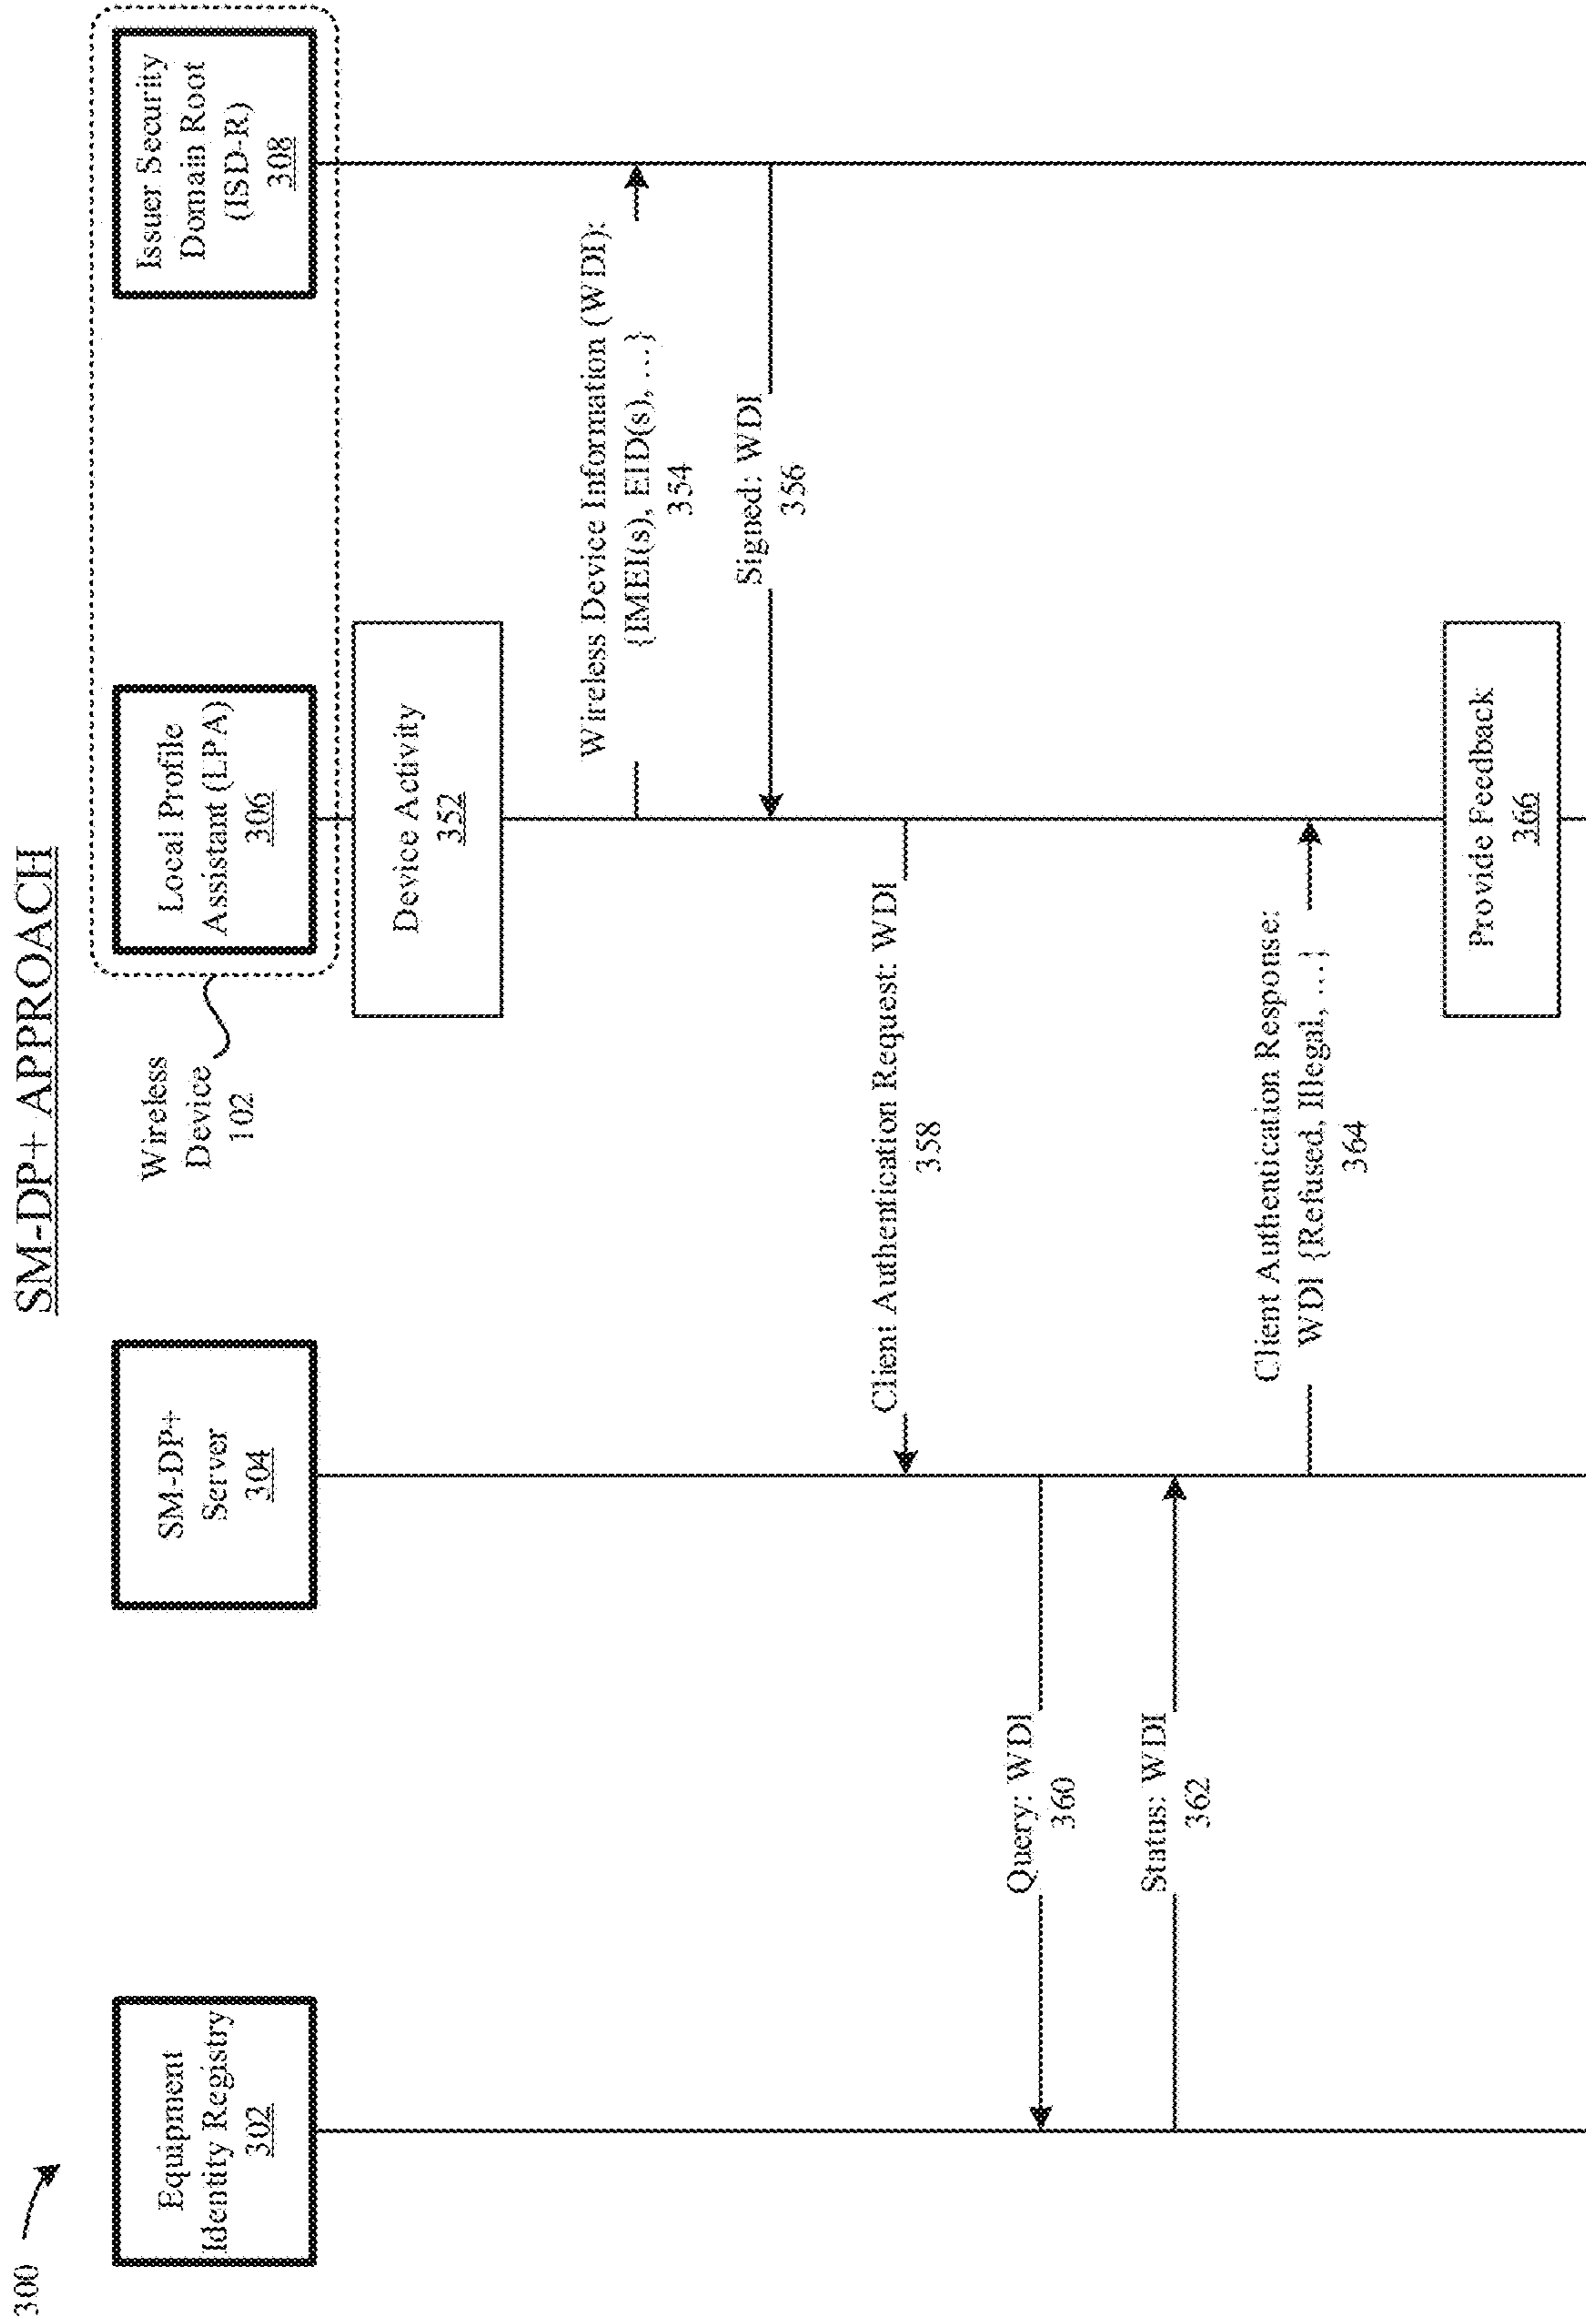 300
SM-DP+ APPROACH
Equipment
Identity Registry
302
SM-DP+
Server
304
Wireless
Device
102
Local Profile
Assistant (LPA)
306
Issuer Security
Domain Root
(ISD-R)
308
Device Activity
352
Wireless Device Information (WDI):
{IMEI(s), EID(s), ...}
354
Signed: WDI
356
Client Authentication Request: WDI
358
Query: WDI
360
Status: WDI
362
Client Authentication Response:
WDI {Refused, Illegal, ...}
364
Provide Feedback
366